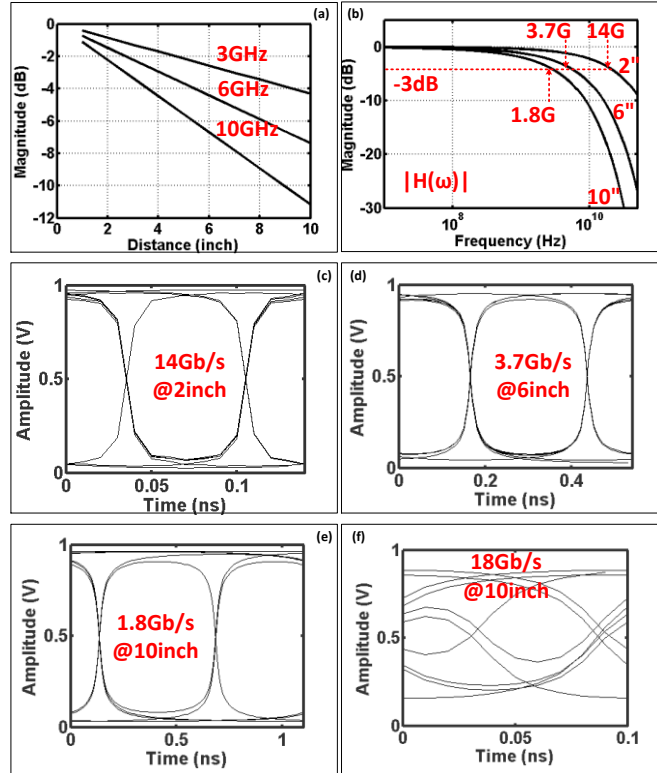 (a)
0
-2
-4
-6
-8
-10
-12
Magnitude (dB)
3GHz
6GHz
10GHz
0
2
4
6
8
10
Distance (inch)
(b)
3.7G
14G
0
-10
-20
-30
Magnitude (dB)
-3dB
1.8G
2"
6"
10"
|H(ω)|
10^8
10^10
Frequency (Hz)
(c)
1
0.5
0
Amplitude (V)
14Gb/s
@2inch
0
0.05
0.1
Time (ns)
(d)
1
0.5
0
Amplitude (V)
3.7Gb/s
@6inch
0
0.2
0.4
Time (ns)
(e)
1
0.5
0
Amplitude (V)
1.8Gb/s
@10inch
0
0.5
1
Time (ns)
(f)
1
0.5
0
Amplitude (V)
18Gb/s
@10inch
0
0.05
0.1
Time (ns)